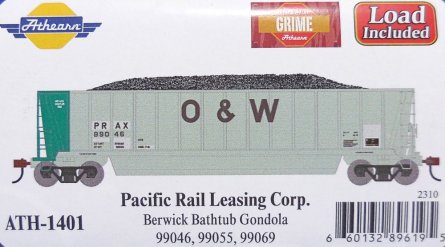 Athearn
GRIME
Athearn
Load
Included
O & W
PRAX
99046
Pacific Rail Leasing Corp.
2310
Berwick Bathtub Gondola
ATH-1401
99046, 99055, 99069
6 60132 89619 5